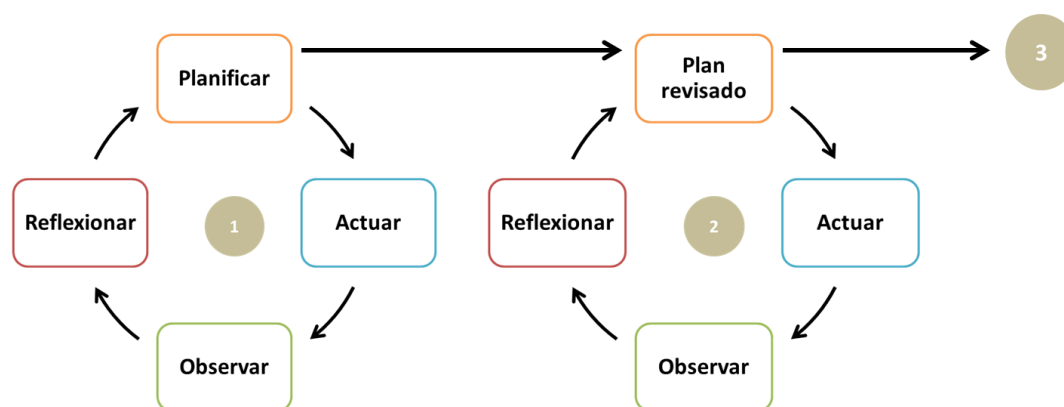 Planificar
Plan
revisado
3
Reflexionar
1
Actuar
Reflexionar
2
Actuar
Observar
Observar